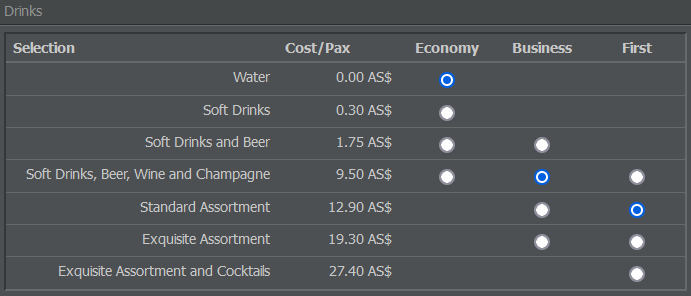 Drinks
Selection Cost/Pax Economy Business First
Water 0.00 AS$
Soft Drinks 0.30 AS$
Soft Drinks and Beer 1.75 AS$
Soft Drinks, Beer, Wine and Champagne 9.50 AS$
Standard Assortment 12.90 AS$
Exquisite Assortment 19.30 AS$
Exquisite Assortment and Cocktails 27.40 AS$